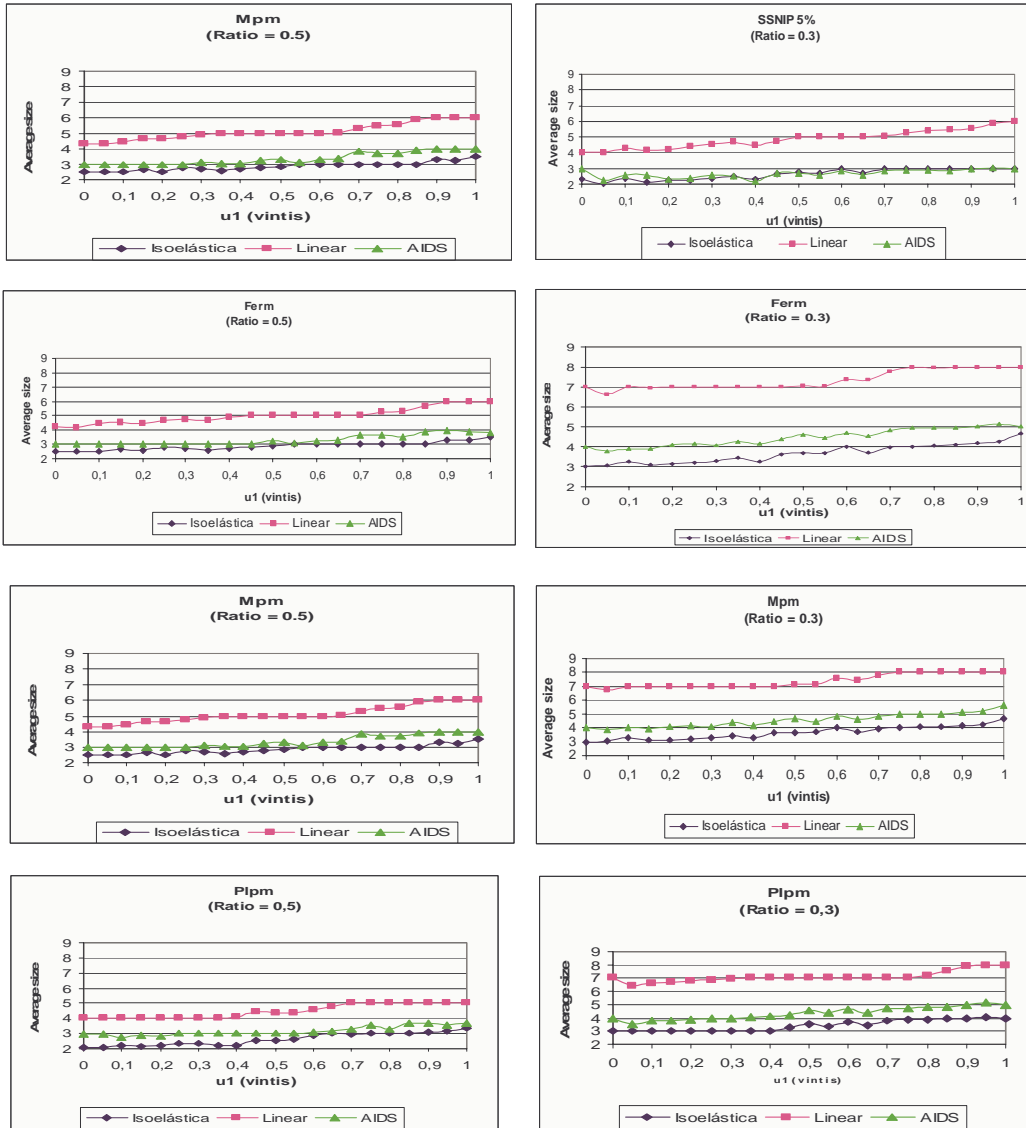 Mpm
(Ratio = 0.5)
9
8
7
6
5
4
3
2
Average size
0 0,1 0,2 0,3 0,4 0,5 0,6 0,7 0,8 0,9 1
u1 (vintis)
Isoelástica Linear AIDS
SSNIP 5%
(Ratio = 0.3)
9
8
7
6
5
4
3
2
Average size
0 0,1 0,2 0,3 0,4 0,5 0,6 0,7 0,8 0,9 1
u1 (vintis)
Isoelástica Linear AIDS
Ferm
(Ratio = 0.5)
9
8
7
6
5
4
3
2
Average size
0 0,1 0,2 0,3 0,4 0,5 0,6 0,7 0,8 0,9 1
u1 (vintis)
Isoelástica Linear AIDS
Ferm
(Ratio = 0.3)
9
8
7
6
5
4
3
2
Average size
0 0,1 0,2 0,3 0,4 0,5 0,6 0,7 0,8 0,9 1
u1 (vintis)
Isoelástica Linear AIDS
Mpm
(Ratio = 0.5)
9
8
7
6
5
4
3
2
Average size
0 0,1 0,2 0,3 0,4 0,5 0,6 0,7 0,8 0,9 1
u1 (vintis)
Isoelástica Linear AIDS
Mpm
(Ratio = 0.3)
9
8
7
6
5
4
3
2
Average size
0 0,1 0,2 0,3 0,4 0,5 0,6 0,7 0,8 0,9 1
u1 (vintis)
Isoelástica Linear AIDS
Plpm
(Ratio = 0,5)
9
8
7
6
5
4
3
2
Average size
0 0,1 0,2 0,3 0,4 0,5 0,6 0,7 0,8 0,9 1
u1 (vintis)
Isoelástica Linear AIDS
Plpm
(Ratio = 0,3)
9
8
7
6
5
4
3
2
Average size
0 0,1 0,2 0,3 0,4 0,5 0,6 0,7 0,8 0,9 1
u1 (vintis)
Isoelástica Linear AIDS